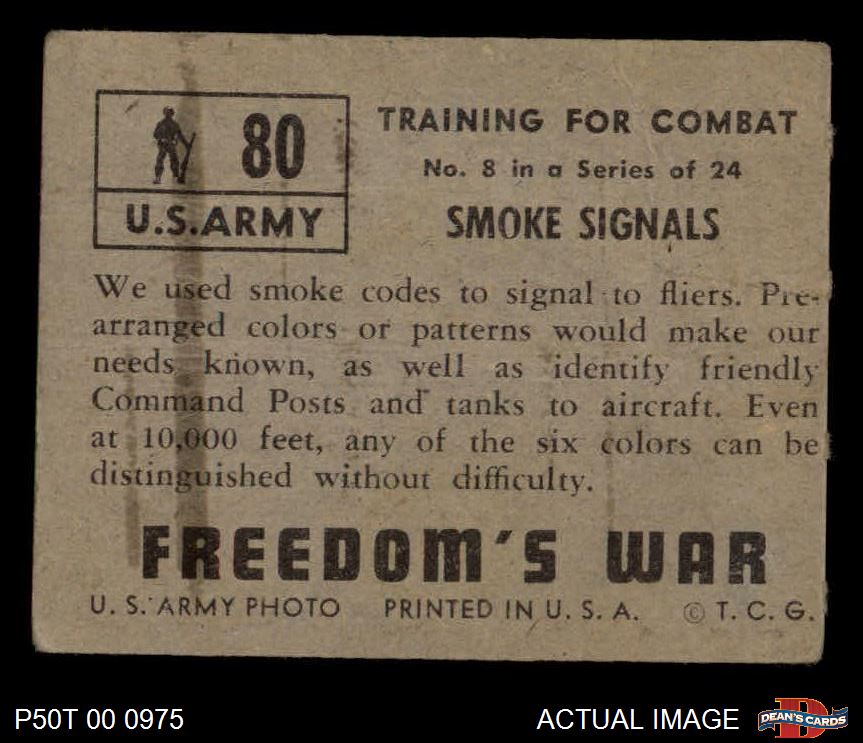 80
U.S.ARMY
TRAINING FOR COMBAT
No. 8 in a Series of 24
SMOKE SIGNALS
We used smoke codes to signal to fliers. Pre-
arranged colors or patterns would make our
needs known, as well as identify friendly
Command Posts and tanks to aircraft. Even
at 10,000 feet, any of the six colors can be
distinguished without difficulty.
FREEDOM'S WAR
U. S. ARMY PHOTO PRINTED IN U. S. A. © T. C. G.
P50T 00 0975 ACTUAL IMAGE D DEAN'S CARDS